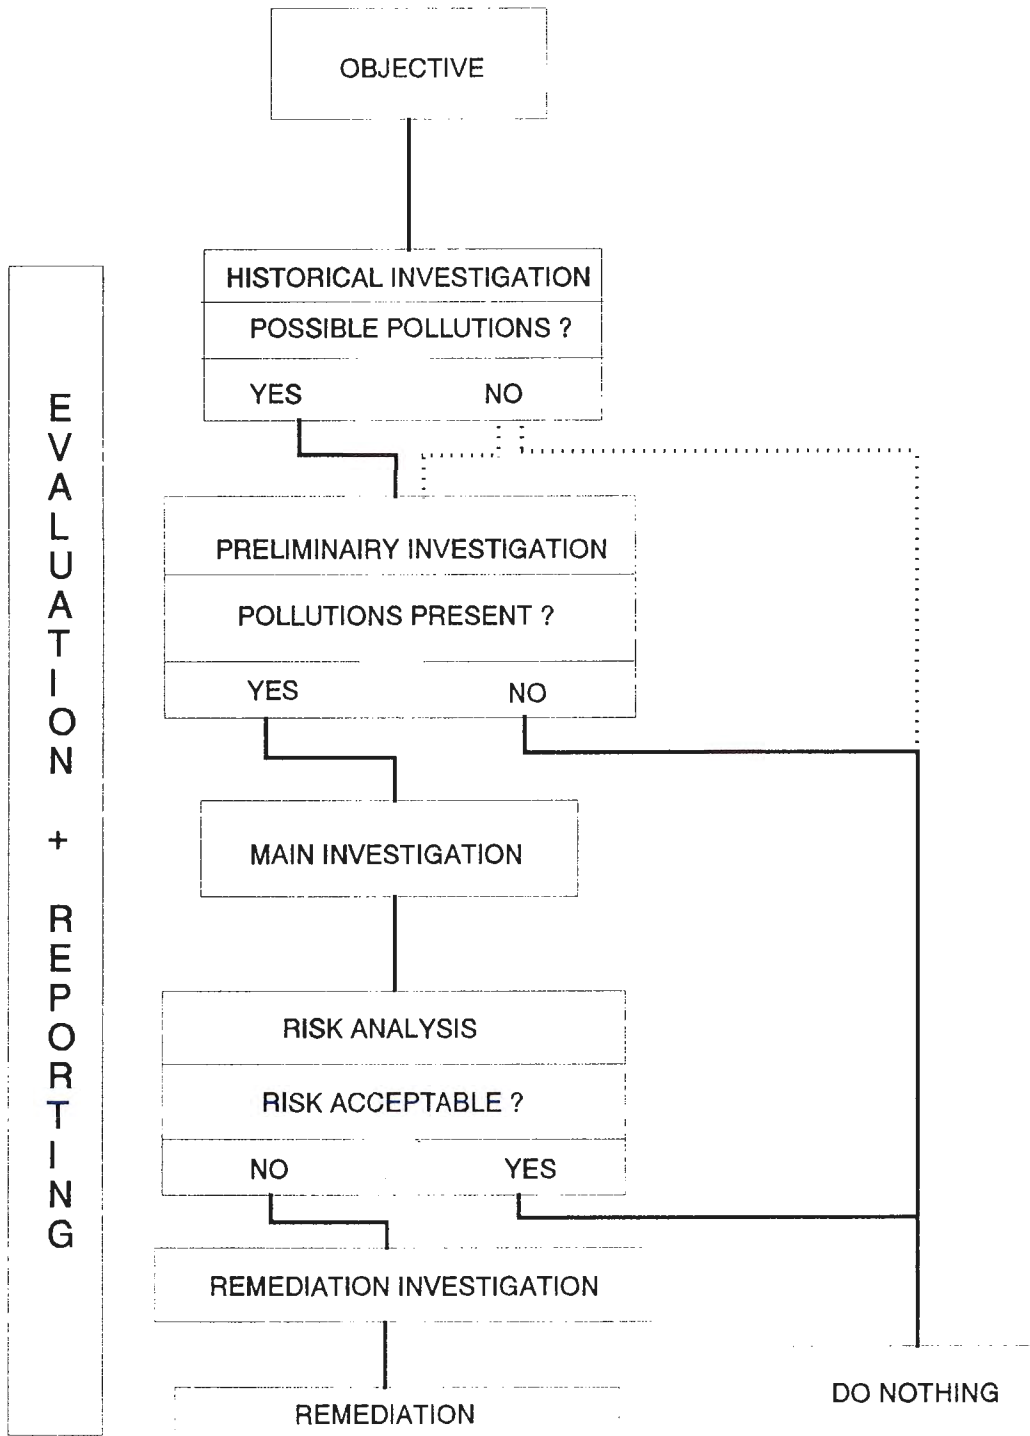 OBJECTIVE
HISTORICAL INVESTIGATION
POSSIBLE POLLUTIONS ?
YES NO
PRELIMINAIRY INVESTIGATION
POLLUTIONS PRESENT ?
YES NO
MAIN INVESTIGATION
RISK ANALYSIS
RISK ACCEPTABLE ?
NO YES
REMEDIATION INVESTIGATION
REMEDIATION
DO NOTHING
EVALUATION + REPORTING